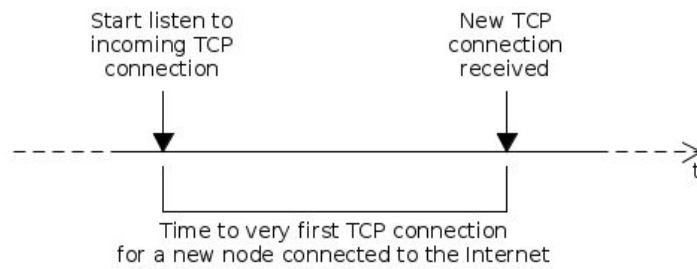 Start listen to
incoming TCP
connection
New TCP
connection
received
t
Time to very first TCP connection
for a new node connected to the Internet